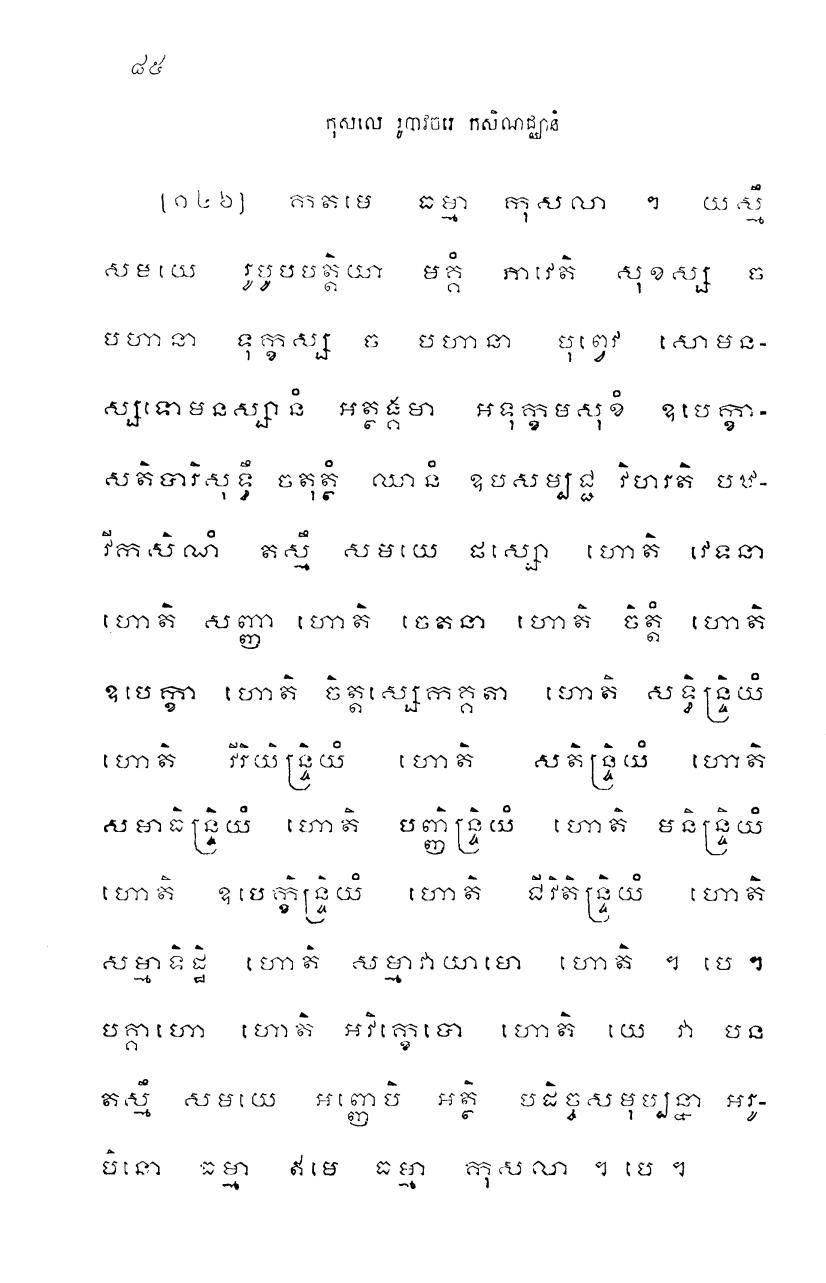 ៨៥
កុសលេ រូបាវចរេ កសិណជ្ឈានំ
[១៤៦] កតមេ ធម្មា កុសលា ។ យស្មឹ
សមយេ រូបូបបត្តិយា មគ្គំ ភាវេតិ សុខស្ស ច
បហានា ទុក្ខស្ស ច បហានា បុព្វេវ សោមន-
ស្សទោមនស្សានំ អត្ថង្គមា អទុក្ខមសុខំ ឧបេក្ខា-
សតិបារិសុទ្ធឹ ចតុត្ថំ ឈានំ ឧបសម្បជ្ជ វិហរតិ បឋ-
វីកសិណំ តស្មឹ សមយេ ផស្សោ ហោតិ វេទនា
ហោតិ សញ្ញា ហោតិ ចេតនា ហោតិ ចិត្តំ ហោតិ
ឧបេក្ខា ហោតិ ចិត្តស្សេកគ្គតា ហោតិ សទ្ធិន្ទ្រិយំ
ហោតិ វីរិយិន្ទ្រិយំ ហោតិ សតិន្ទ្រិយំ ហោតិ
សមាធិន្ទ្រិយំ ហោតិ បញ្ញិន្ទ្រិយំ ហោតិ មនិន្ទ្រិយំ
ហោតិ ឧបេក្ខិន្ទ្រិយំ ហោតិ ជីវិតិន្ទ្រិយំ ហោតិ
សម្មាទិដ្ឋិ ហោតិ សម្មាវាយាមោ ហោតិ ។ បេ ។
បគ្គាហោ ហោតិ អវិក្ខេបោ ហោតិ យេ វា បន
តស្មឹ សមយេ អញ្ញេបិ អត្ថិ បដិច្ចសមុប្បន្នា អរូ-
បិនោ ធម្មា ឥមេ ធម្មា កុសលា ។ បេ ។